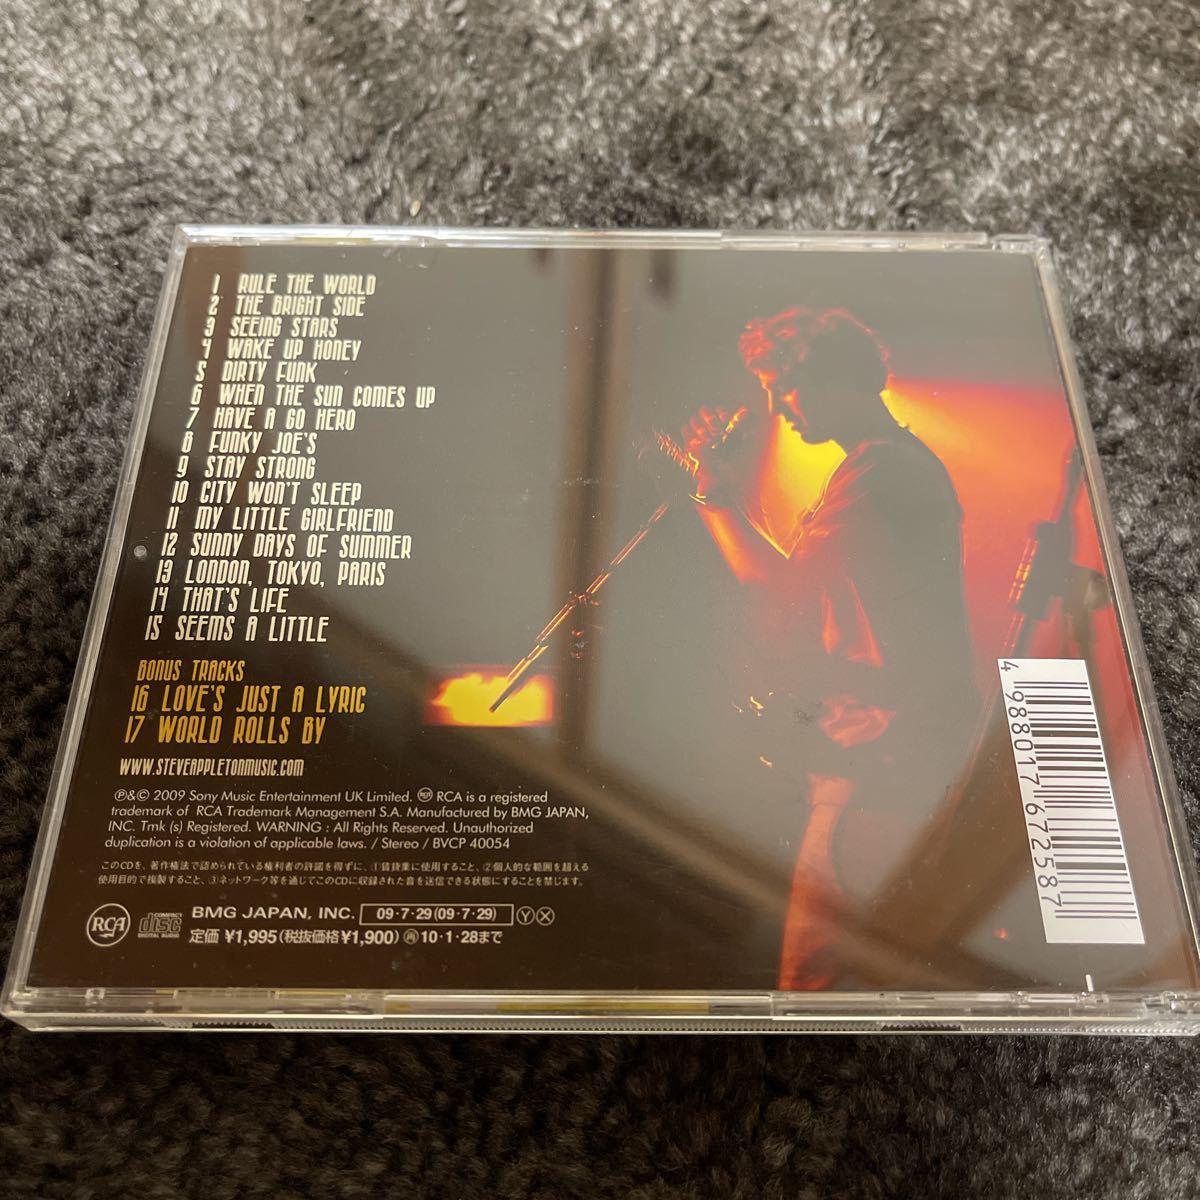 1 RULE THE WORLD
2 THE BRIGHT SIDE
3 SEEING STARS
4 WAKE UP HONEY
5 DIRTY FUNK
6 WHEN THE SUN COMES UP
7 HAVE A GO HERO
8 FUNKY JOE'S
9 STAY STRONG
10 CITY WON'T SLEEP
11 MY LITTLE GIRLFRIEND
12 SUNNY DAYS OF SUMMER
13 LONDON, TOKYO, PARIS
14 THAT'S LIFE
15 SEEMS A LITTLE
BONUS TRACKS
16 LOVE'S JUST A LYRIC
17 WORLD ROLLS BY
WWW.STEVEAPPLETONMUSIC.COM
℗&© 2009 Sony Music Entertainment UK Limited. RCA RCA is a registered
trademark of RCA Trademark Management S.A. Manufactured by BMG JAPAN,
INC. Tmk (s) Registered. WARNING : All Rights Reserved. Unauthorized
duplication is a violation of applicable laws. / Stereo / BVCP 40054
このCDを、著作権法で認められている権利者の許諾を得ずに、①賃貸業に使用すること、②個人的な範囲を超える
使用目的で複製すること、③ネットワーク等を通じてこのCDに収録された音を送信できる状態にすることを禁じます。
RCA
COMPACT
disc
DIGITAL AUDIO
BMG JAPAN, INC. 09・7・29(09・7・29) Ⓨ Ⓧ
定価 ¥1,995(税抜価格¥1,900) ㊟10・1・28まで
4 988017 672587